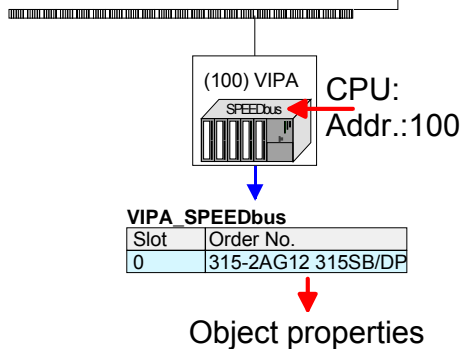 (100) VIPA
SPEEDbus
CPU:
Addr.:100
VIPA_SPEEDbus
Slot Order No.
0 315-2AG12 315SB/DP
Object properties